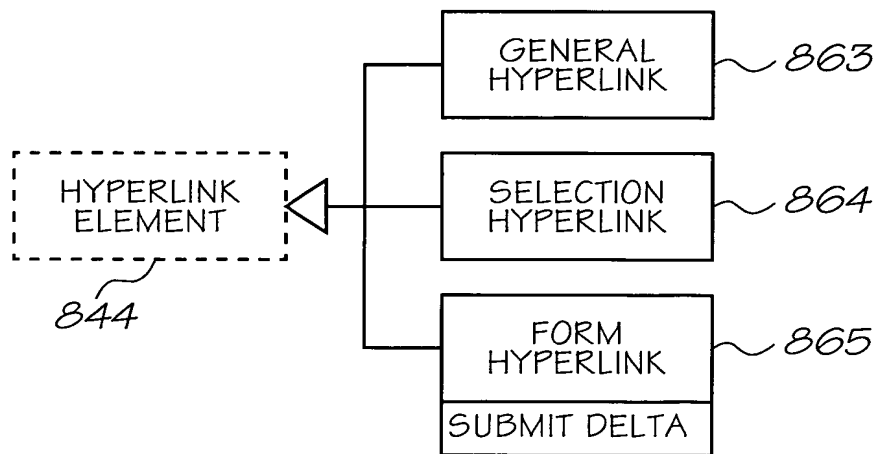 GENERAL
HYPERLINK
863
HYPERLINK
ELEMENT
844
SELECTION
HYPERLINK
864
FORM
HYPERLINK
865
SUBMIT DELTA